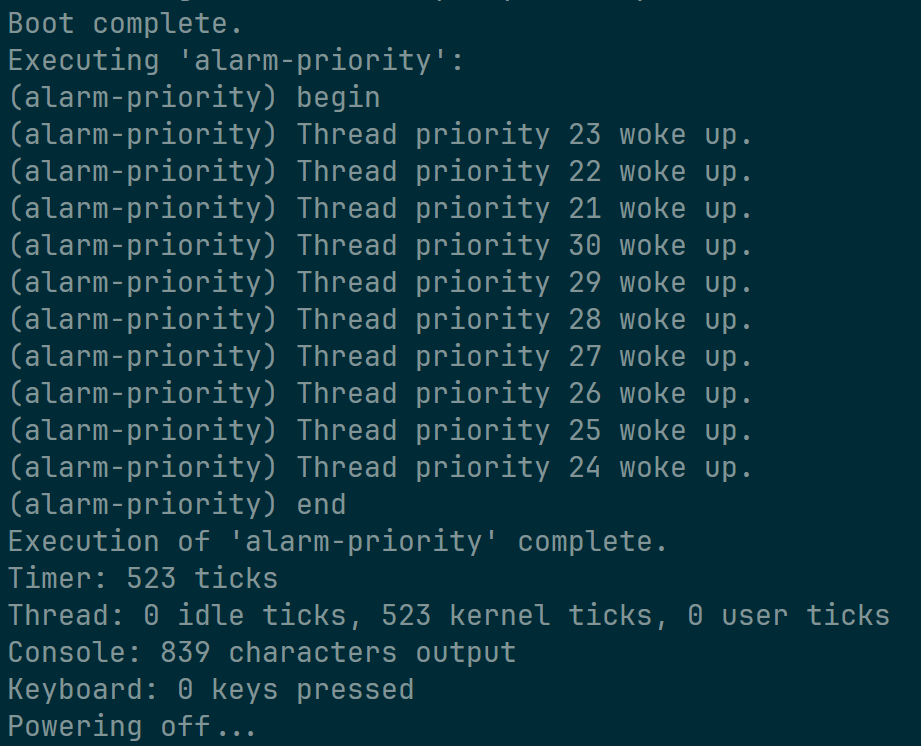 Boot complete.
Executing 'alarm-priority':
(alarm-priority) begin
(alarm-priority) Thread priority 23 woke up.
(alarm-priority) Thread priority 22 woke up.
(alarm-priority) Thread priority 21 woke up.
(alarm-priority) Thread priority 30 woke up.
(alarm-priority) Thread priority 29 woke up.
(alarm-priority) Thread priority 28 woke up.
(alarm-priority) Thread priority 27 woke up.
(alarm-priority) Thread priority 26 woke up.
(alarm-priority) Thread priority 25 woke up.
(alarm-priority) Thread priority 24 woke up.
(alarm-priority) end
Execution of 'alarm-priority' complete.
Timer: 523 ticks
Thread: 0 idle ticks, 523 kernel ticks, 0 user ticks
Console: 839 characters output
Keyboard: 0 keys pressed
Powering off...